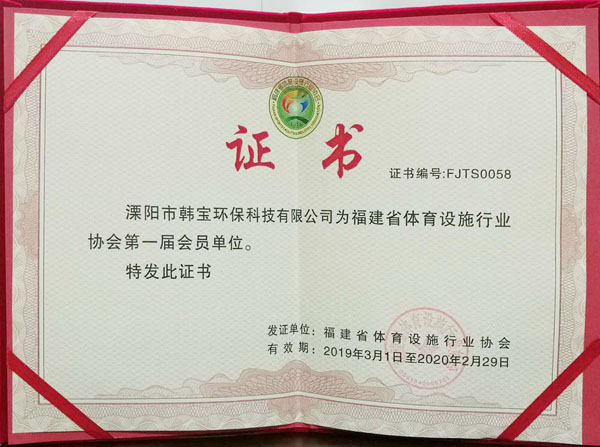 证书
证书编号:FJTS0058
溧阳市韩宝环保科技有限公司为福建省体育设施行业
协会第一届会员单位。
特发此证书
发证单位:福建省体育设施行业协会
有效期:2019年3月1日至2020年2月29日